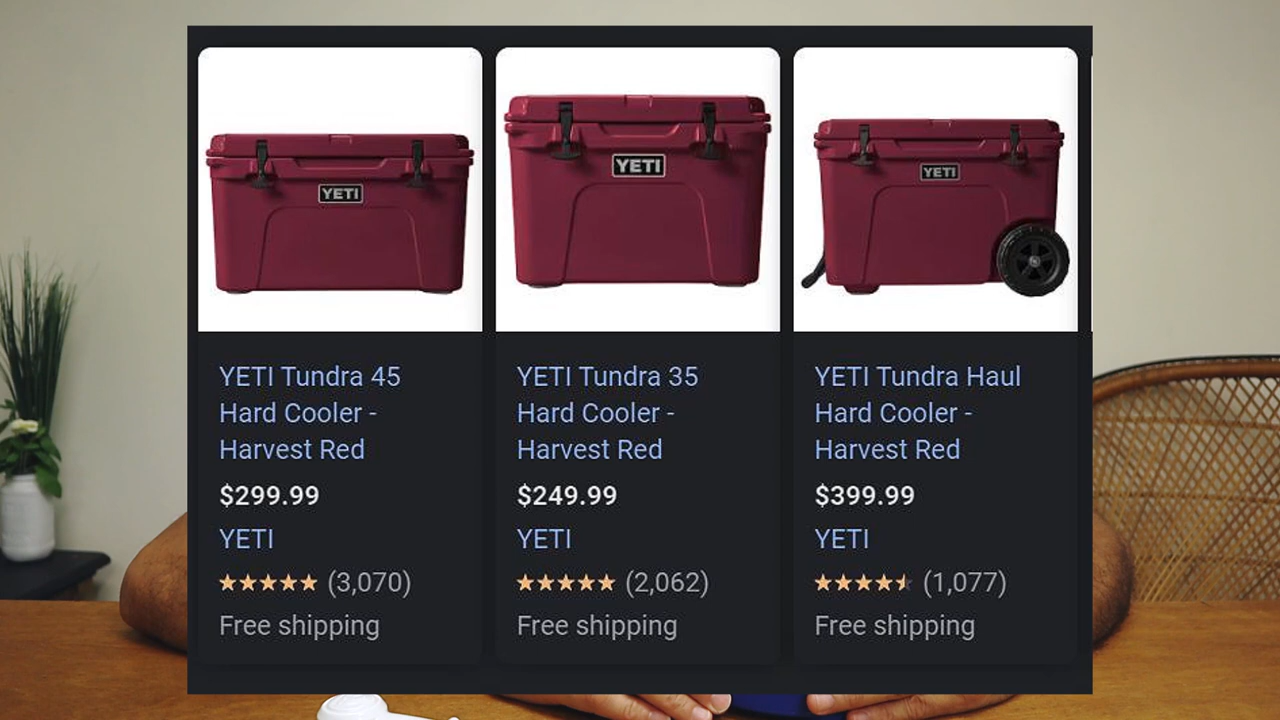 YETI
YETI
YETI
YETI Tundra 45
Hard Cooler -
Harvest Red
$299.99
YETI
(3,070)
Free shipping
YETI Tundra 35
Hard Cooler -
Harvest Red
$249.99
YETI
(2,062)
Free shipping
YETI Tundra Haul
Hard Cooler -
Harvest Red
$399.99
YETI
(1,077)
Free shipping